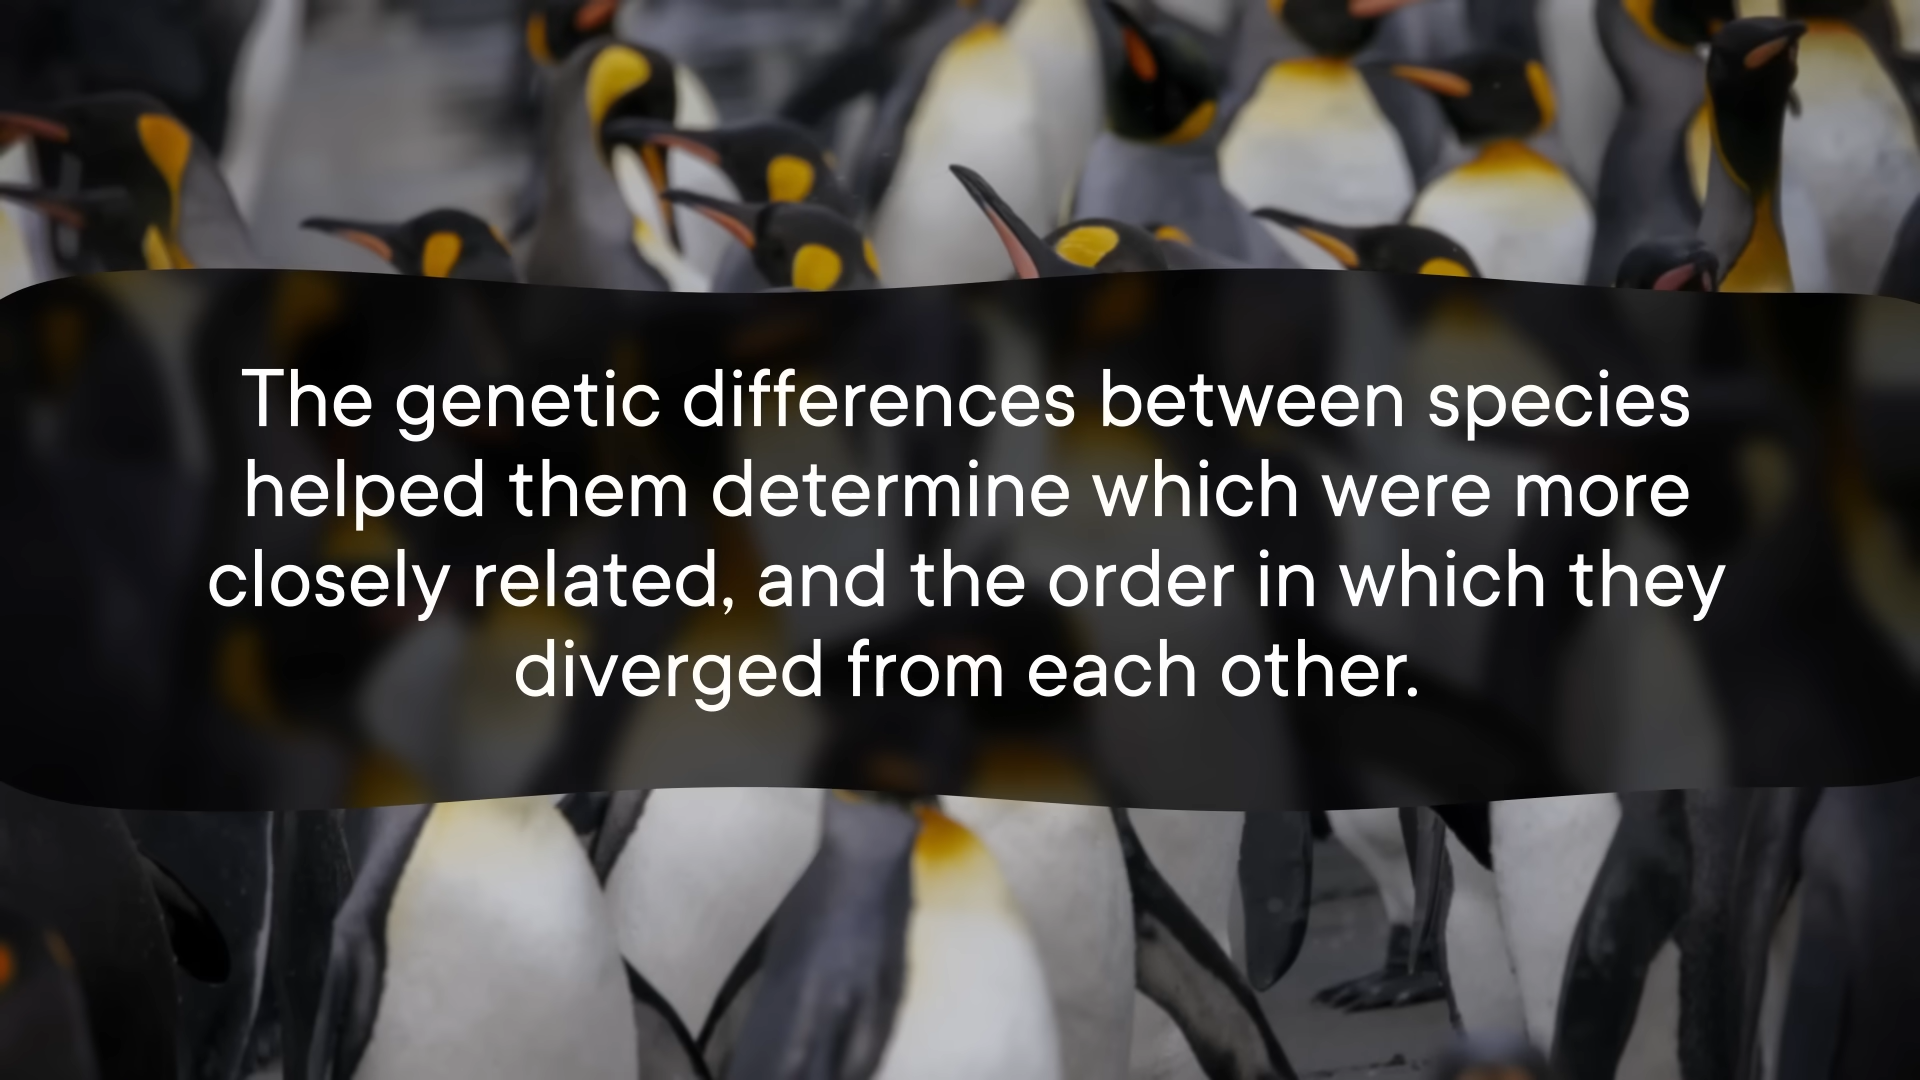 The genetic differences between species
helped them determine which were more
closely related, and the order in which they
diverged from each other.